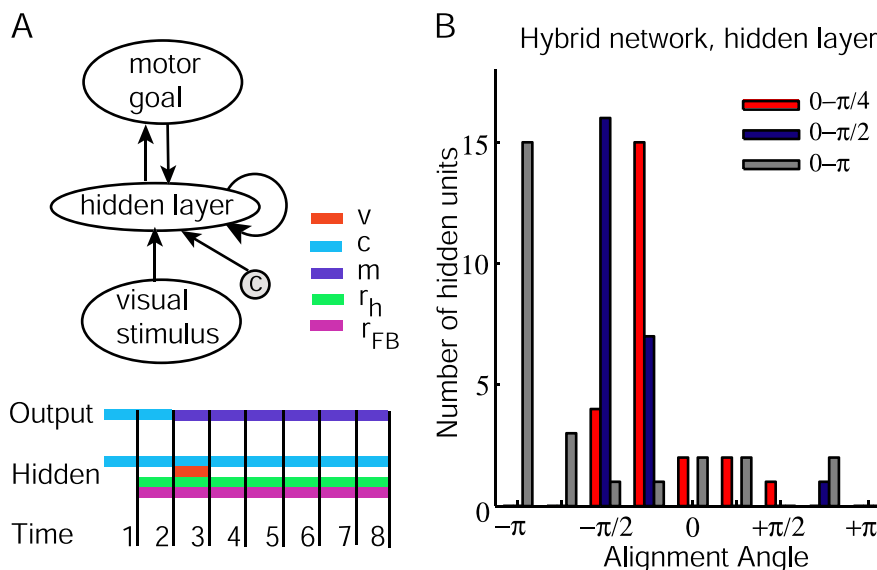 A
motor
goal
hidden layer
C
visual
stimulus
v
c
m
r_h
r_FB
Output
Hidden
Time 1 2 3 4 5 6 7 8
B
Hybrid network, hidden layer
0–π/4
0–π/2
0–π
Number of hidden units
15
10
5
0
−π −π/2 0 +π/2 +π
Alignment Angle